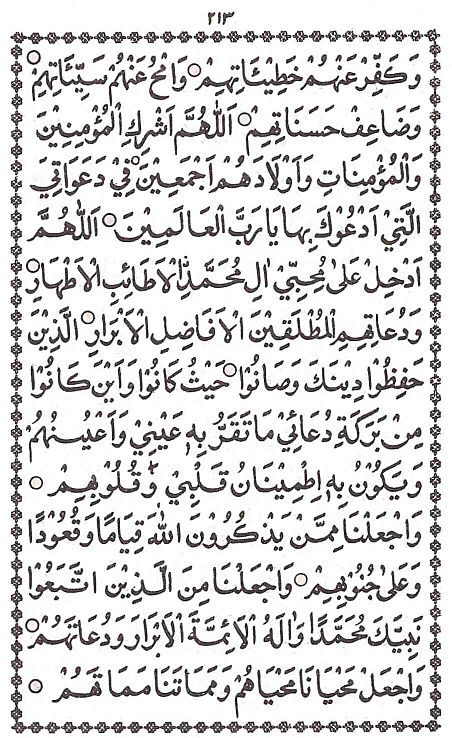 ٢١٣
وَكَفِّرْ عَنْهُمْ خَطِيْئَاتِهِمْ ۝ وَامْحُ عَنْهُمْ سَيِّئَاتِهِمْ ۝
وَضَاعِفْ حَسَنَاتِهِمْ ۝ اَللّٰهُمَّ اَشْرِكِ الْمُؤْمِنِيْنَ
وَالْمُؤْمِنَاتِ وَاَوْلَادَهُمْ اَجْمَعِيْنَ ۝ فِيْ دَعَوَاتِي
الَّتِيْ اَدْعُوْكَ بِهَا يَا رَبَّ الْعَالَمِيْنَ ۝ اَللّٰهُمَّ
اَدْخِلْ عَلٰى مُحِبِّيْ اٰلِ مُحَمَّدِنِ الْاَطَائِبِ الْاَطْهَارِ ۝
وَدُعَاتِهِمِ الْمُطْلَقِيْنَ الْاَفَاضِلِ الْاَبْرَارِ ۝ الَّذِيْنَ
حَفِظُوْا دِيْنَكَ وَصَانُوْا ۝ حَيْثُ كَانُوْا وَاَيْنَ كَانُوْا
مِنْ بَرَكَةِ دُعَائِيْ مَا تَقَرُّ بِهٖ عَيْنِيْ وَاَعْيُنُهُمْ
وَيَكُوْنُ بِهٖ اِطْمِيْنَانُ قَلْبِيْ وَقُلُوْبِهِمْ ۝
وَاجْعَلْنَا مِمَّنْ يَذْكُرُوْنَ اللّٰهَ قِيَامًا وَقُعُوْدًا
وَعَلٰى جُنُوْبِهِمْ ۝ وَاجْعَلْنَا مِنَ الَّذِيْنَ اتَّبَعُوْا
نَبِيَّكَ مُحَمَّدًا وَاٰلَهُ الْاَئِمَّةَ الْاَبْرَارَ وَدُعَاتَهُمْ ۝
وَاجْعَلْ مَحْيَانَا مَحْيَاهُمْ وَمَمَاتَنَا مَمَاتَهُمْ ۝